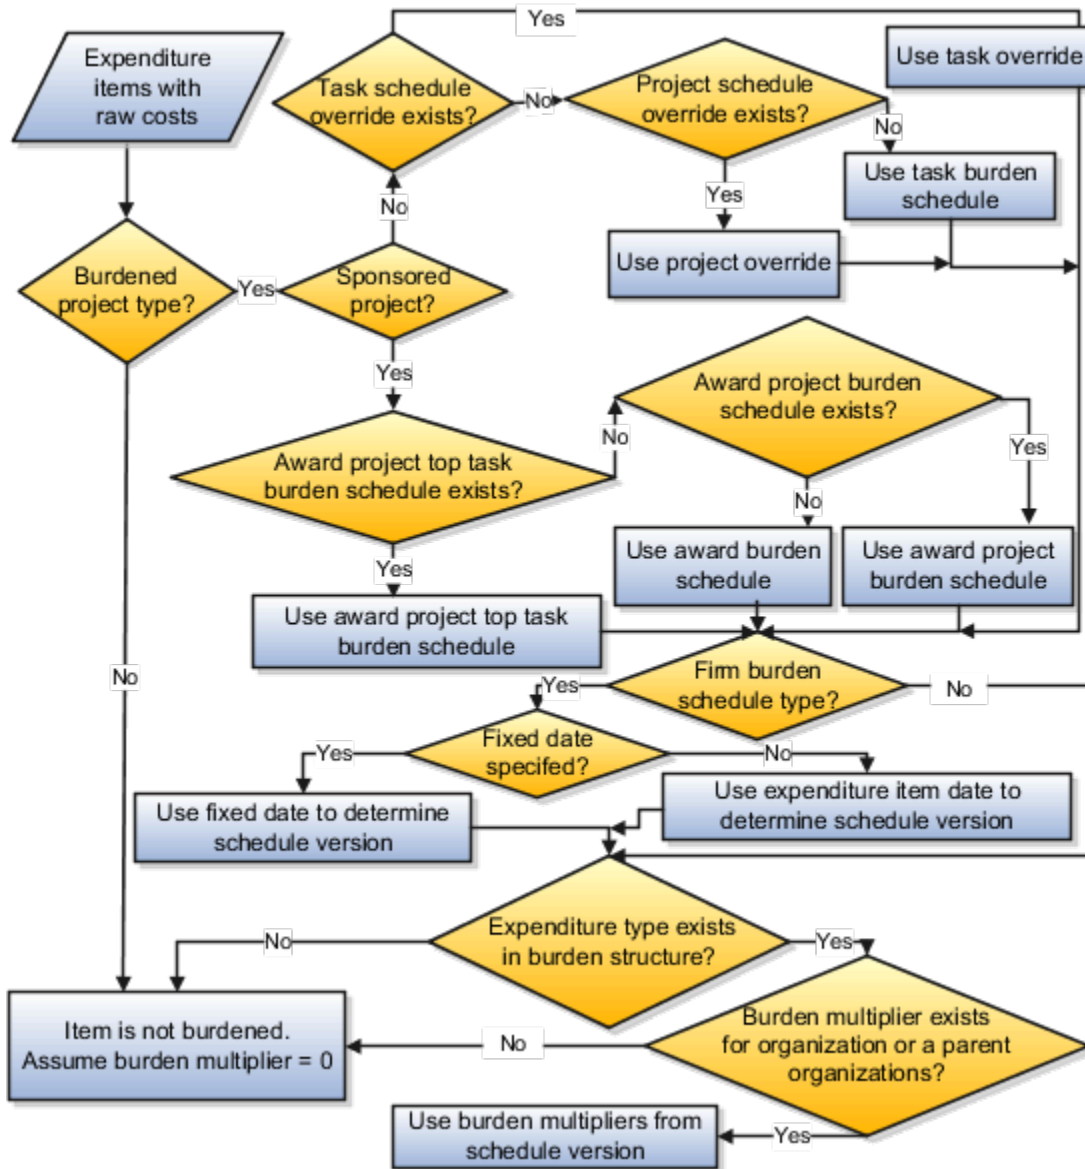 Yes
Expenditure
items with
raw costs
Task schedule
override exists?
No
Project schedule
override exists?
Use task override
No
Use task burden
schedule
Yes
Use project override
No
Burdened
project type?
Yes
Sponsored
project?
Yes
Award project burden
schedule exists?
No
Yes
Award project top task
burden schedule exists?
No
Yes
Use award burden
schedule
Use award project
burden schedule
Use award project top task
burden schedule
No
Firm burden
schedule type?
Yes
No
Fixed date
specifed?
Yes
No
Use fixed date to determine
schedule version
Use expenditure item date to
determine schedule version
Expenditure type exists
in burden structure?
No
Yes
Item is not burdened.
Assume burden multiplier = 0
No
Burden multiplier exists
for organization or a parent
organizations?
Use burden multipliers from
schedule version
Yes